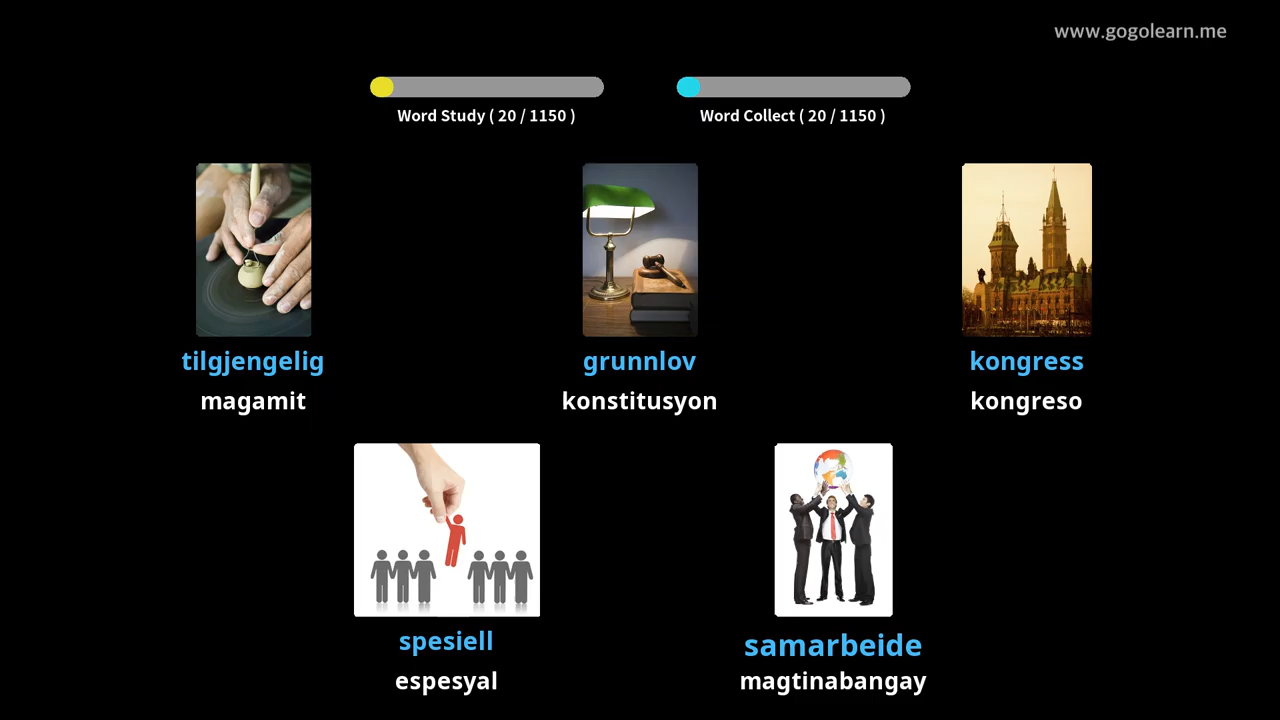 www.gogolearn.me
Word Study ( 20 / 1150 )
Word Collect ( 20 / 1150 )
tilgjengelig
magamit
grunnlov
konstitusyon
kongress
kongreso
spesiell
espesyal
samarbeide
magtinabangay